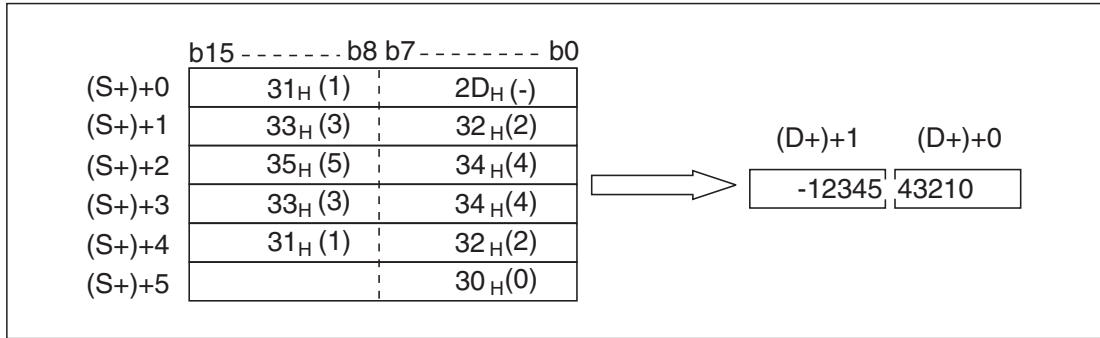 b15 - - - - - - - b8 b7 - - - - - - - - b0
(S+)+0 31H (1) 2DH (-)
(S+)+1 33H (3) 32H(2)
(S+)+2 35H (5) 34H(4)
(S+)+3 33H (3) 34H(4)
(S+)+4 31H (1) 32H(2)
(S+)+5 30H(0)
(D+)+1 (D+)+0
-12345 43210